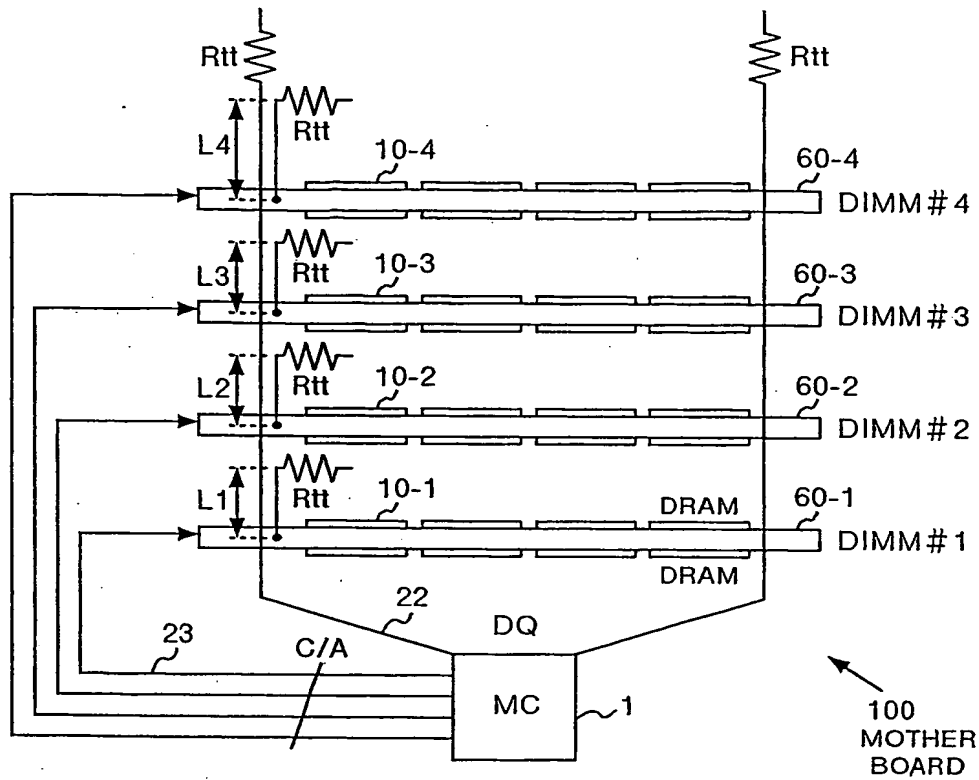 Rtt
Rtt
L4
Rtt
10-4
60-4
DIMM#4
L3
Rtt
10-3
60-3
DIMM#3
L2
Rtt
10-2
60-2
DIMM#2
L1
Rtt
10-1
DRAM
60-1
DIMM#1
DRAM
22
DQ
23
C/A
MC
1
100
MOTHER
BOARD